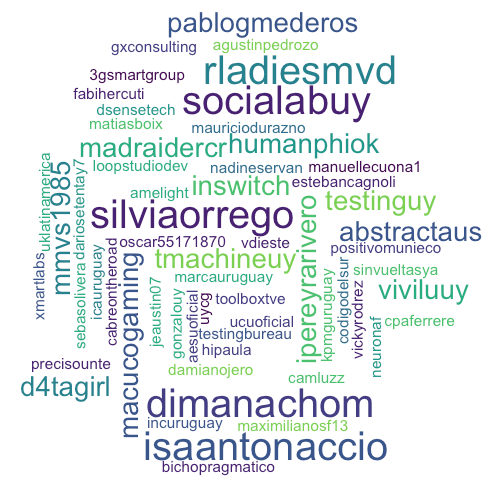 pablogmederos
gxconsulting
agustinpedrozo
3gsmartgroup
rladiesmvd
fabihercuti
socialabuy
dsensetech
matiasboix
mauriciodurazno
madraidercr
humanphiok
loopstudiodev
nadineservan
manuellecuona1
uklatinamerica
mmvs1985
dariosetentay7
amelight
inswitch
estebancagnoli
testinguy
silviaorrego
ipereyrarivero
abstractaus
oscar55171870
vdieste
positivomunieco
xmartlabs
sebasolivera
icauruguay
cabreontheroad
macucogaming
tmachineuy
marcauruguay
kpmguruguay
codigodelsur
sinvueltasya
viviluuy
jeaustin07
gonzalouy
aesuoficial
uyog
toolboxtve
vickyrodrez
neuronaf
cpaferrere
ucuoficial
testingbureau
precisounte
hipaula
d4tagirl
damianojero
camluzz
dimanachom
incuruguay
maximilianosf13
isaantonaccio
bichopragmatico